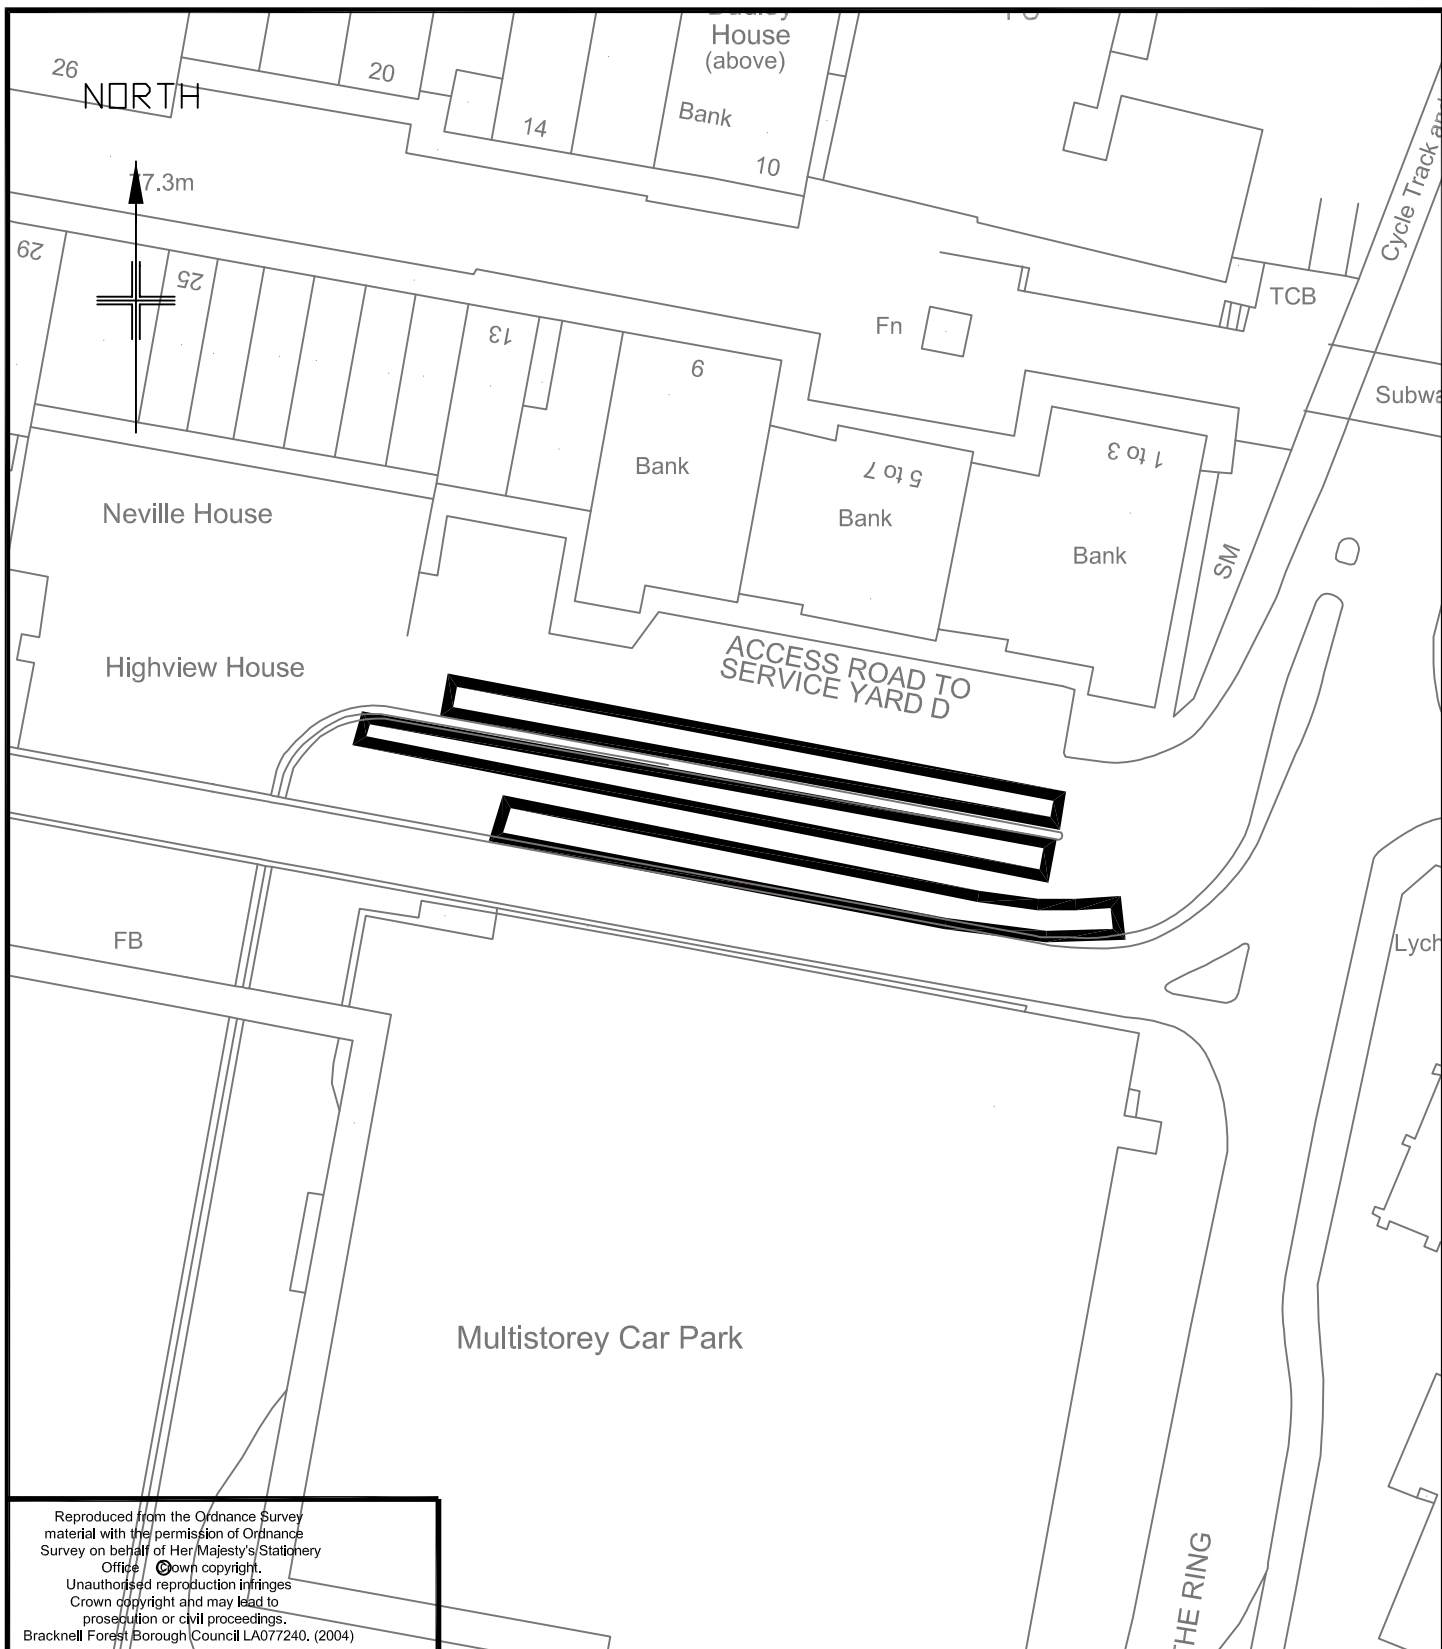 House
(above)
26
20
NORTH
Bank
14
10
77.3m
Cycle Track
29
25
TCB
Fn
13
9
Subwa
1 to 3
Bank
5 to 7
Neville House
Bank
Bank
SM
ACCESS ROAD TO
SERVICE YARD D
Highview House
FB
Lych
Multistorey Car Park
THE RING
Reproduced from the Ordnance Survey
material with the permission of Ordnance
Survey on behalf of Her Majesty's Stationery
Office © Crown copyright.
Unauthorised reproduction infringes
Crown copyright and may lead to
prosecution or civil proceedings.
Bracknell Forest Borough Council LA077240. (2004)